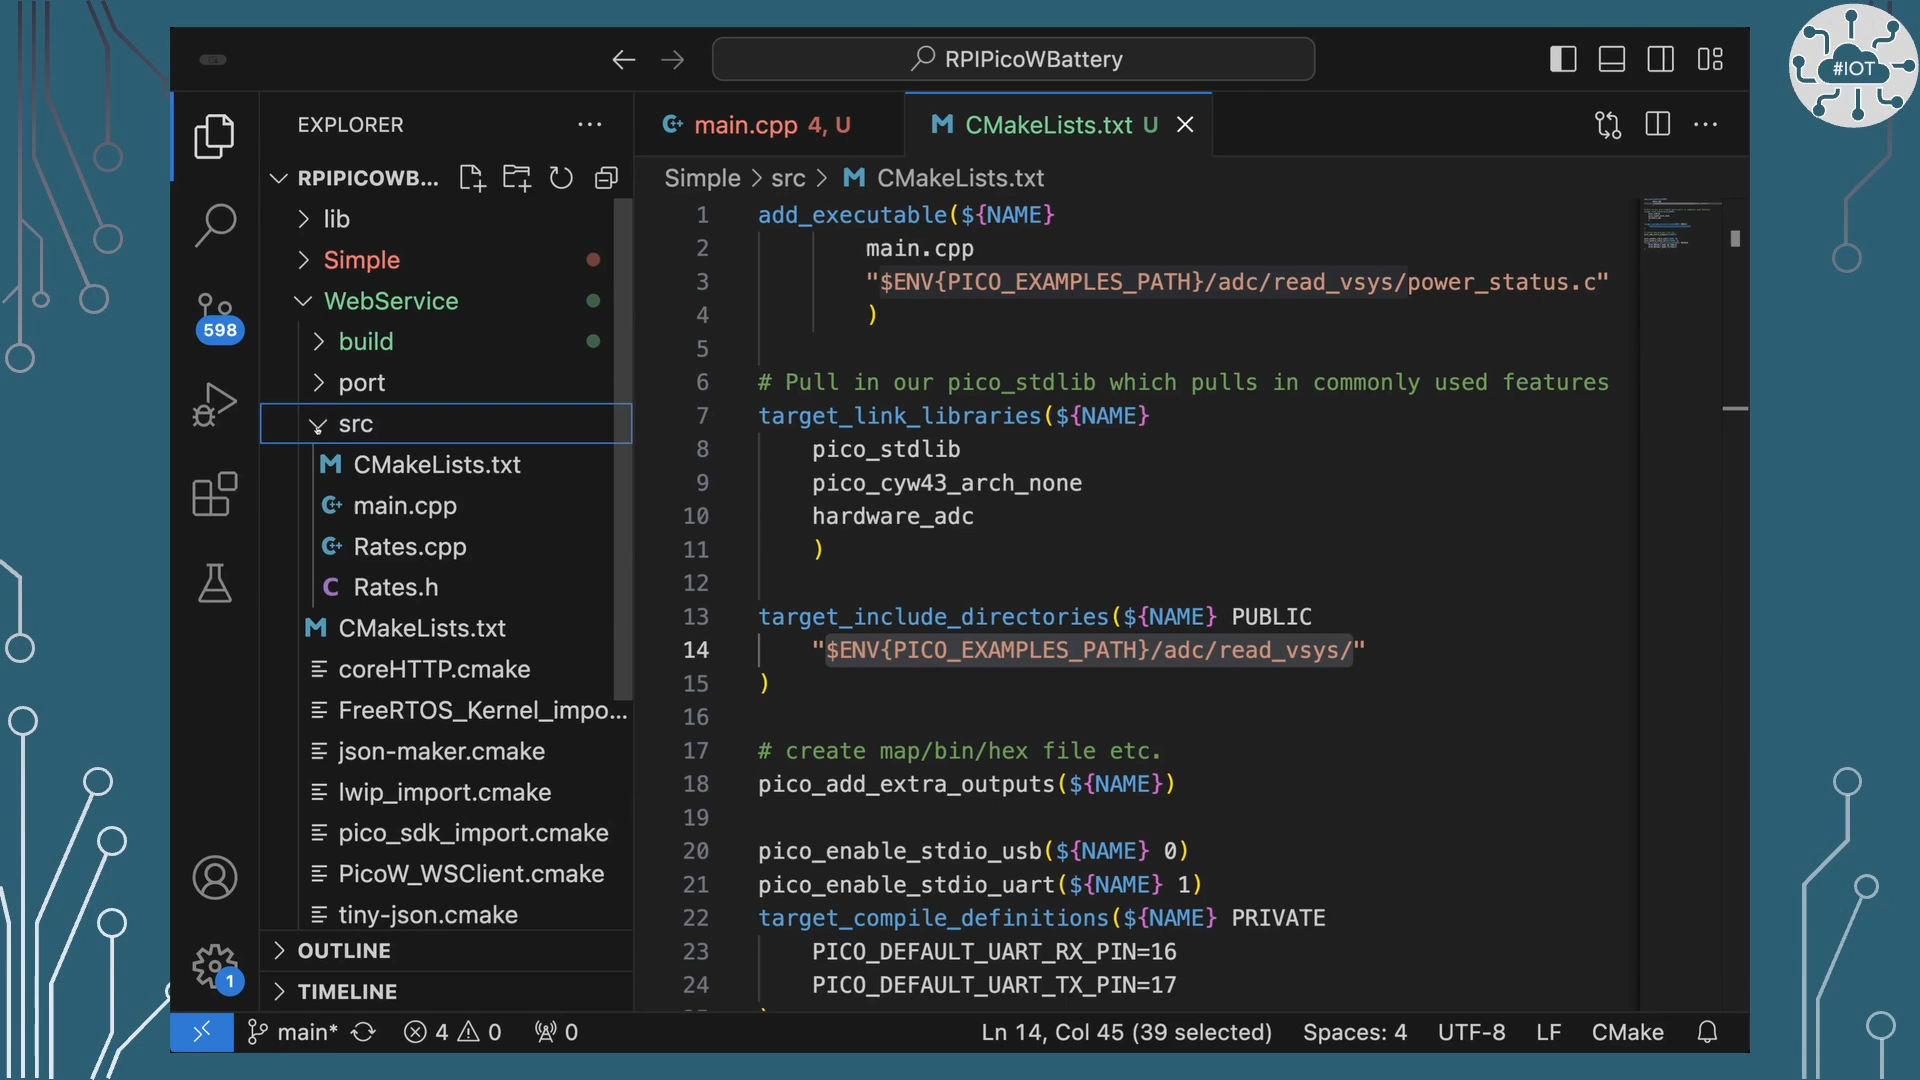 RPIPicoWBattery
#IOT
EXPLORER
RPIPICOWB...
lib
Simple
WebService
build
port
src
CMakeLists.txt
main.cpp
Rates.cpp
Rates.h
CMakeLists.txt
coreHTTP.cmake
FreeRTOS_Kernel_impo...
json-maker.cmake
lwip_import.cmake
pico_sdk_import.cmake
PicoW_WSClient.cmake
tiny-json.cmake
OUTLINE
TIMELINE
598
1
main.cpp 4, U
CMakeLists.txt U
Simple > src > CMakeLists.txt
1 add_executable(${NAME}
2 main.cpp
3 "$ENV{PICO_EXAMPLES_PATH}/adc/read_vsys/power_status.c"
4 )
5
6 # Pull in our pico_stdlib which pulls in commonly used features
7 target_link_libraries(${NAME}
8 pico_stdlib
9 pico_cyw43_arch_none
10 hardware_adc
11 )
12
13 target_include_directories(${NAME} PUBLIC
14 "$ENV{PICO_EXAMPLES_PATH}/adc/read_vsys/"
15 )
16
17 # create map/bin/hex file etc.
18 pico_add_extra_outputs(${NAME})
19
20 pico_enable_stdio_usb(${NAME} 0)
21 pico_enable_stdio_uart(${NAME} 1)
22 target_compile_definitions(${NAME} PRIVATE
23 PICO_DEFAULT_UART_RX_PIN=16
24 PICO_DEFAULT_UART_TX_PIN=17
main* 4 0 0 Ln 14, Col 45 (39 selected) Spaces: 4 UTF-8 LF CMake